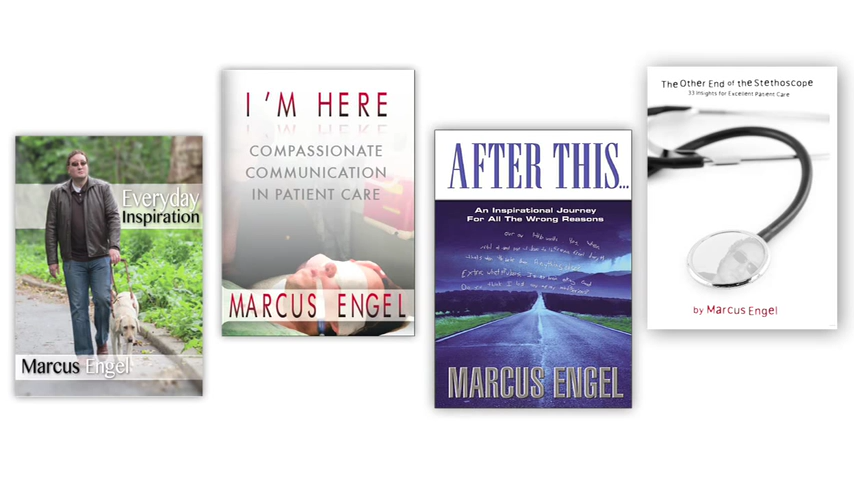 Everyday
Inspiration
Marcus Engel
I'M HERE
COMPASSIONATE
COMMUNICATION
IN PATIENT CARE
MARCUS ENGEL
AFTER THIS...
An Inspirational Journey
For All The Wrong Reasons
MARCUS ENGEL
The Other End of the Stethoscope
33 Insights for Excellent Patient Care
by Marcus Engel